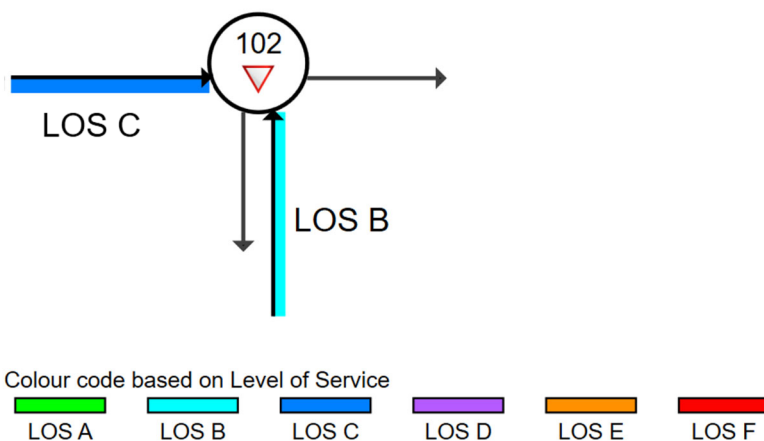 102
LOS C
LOS B
Colour code based on Level of Service
LOS A LOS B LOS C LOS D LOS E LOS F